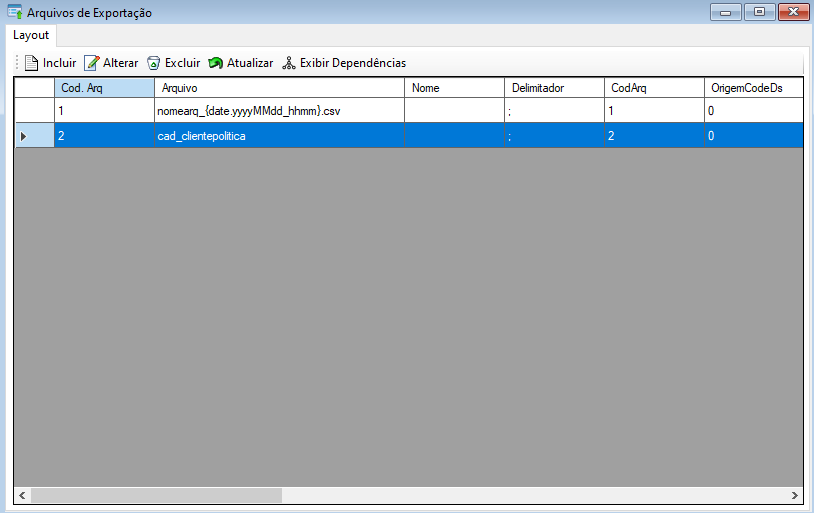 Arquivos de Exportação
Layout
Incluir Alterar Excluir Atualizar Exibir Dependências
Cod. Arq Arquivo Nome Delimitador CodArq OrigemCodeDs
1 nomearq_{date.yyyyMMdd_hhmm}.csv ; 1 0
2 cad_clientepolitica ; 2 0